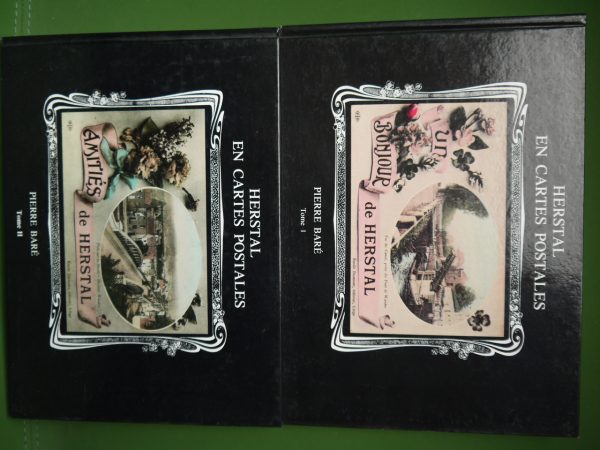 HERSTAL
EN CARTES POSTALES
AMITIÉS
de HERSTAL
PIERRE BARÉ
Tome II
HERSTAL
EN CARTES POSTALES
UN
BONJOUR
de HERSTAL
PIERRE BARÉ
Tome I